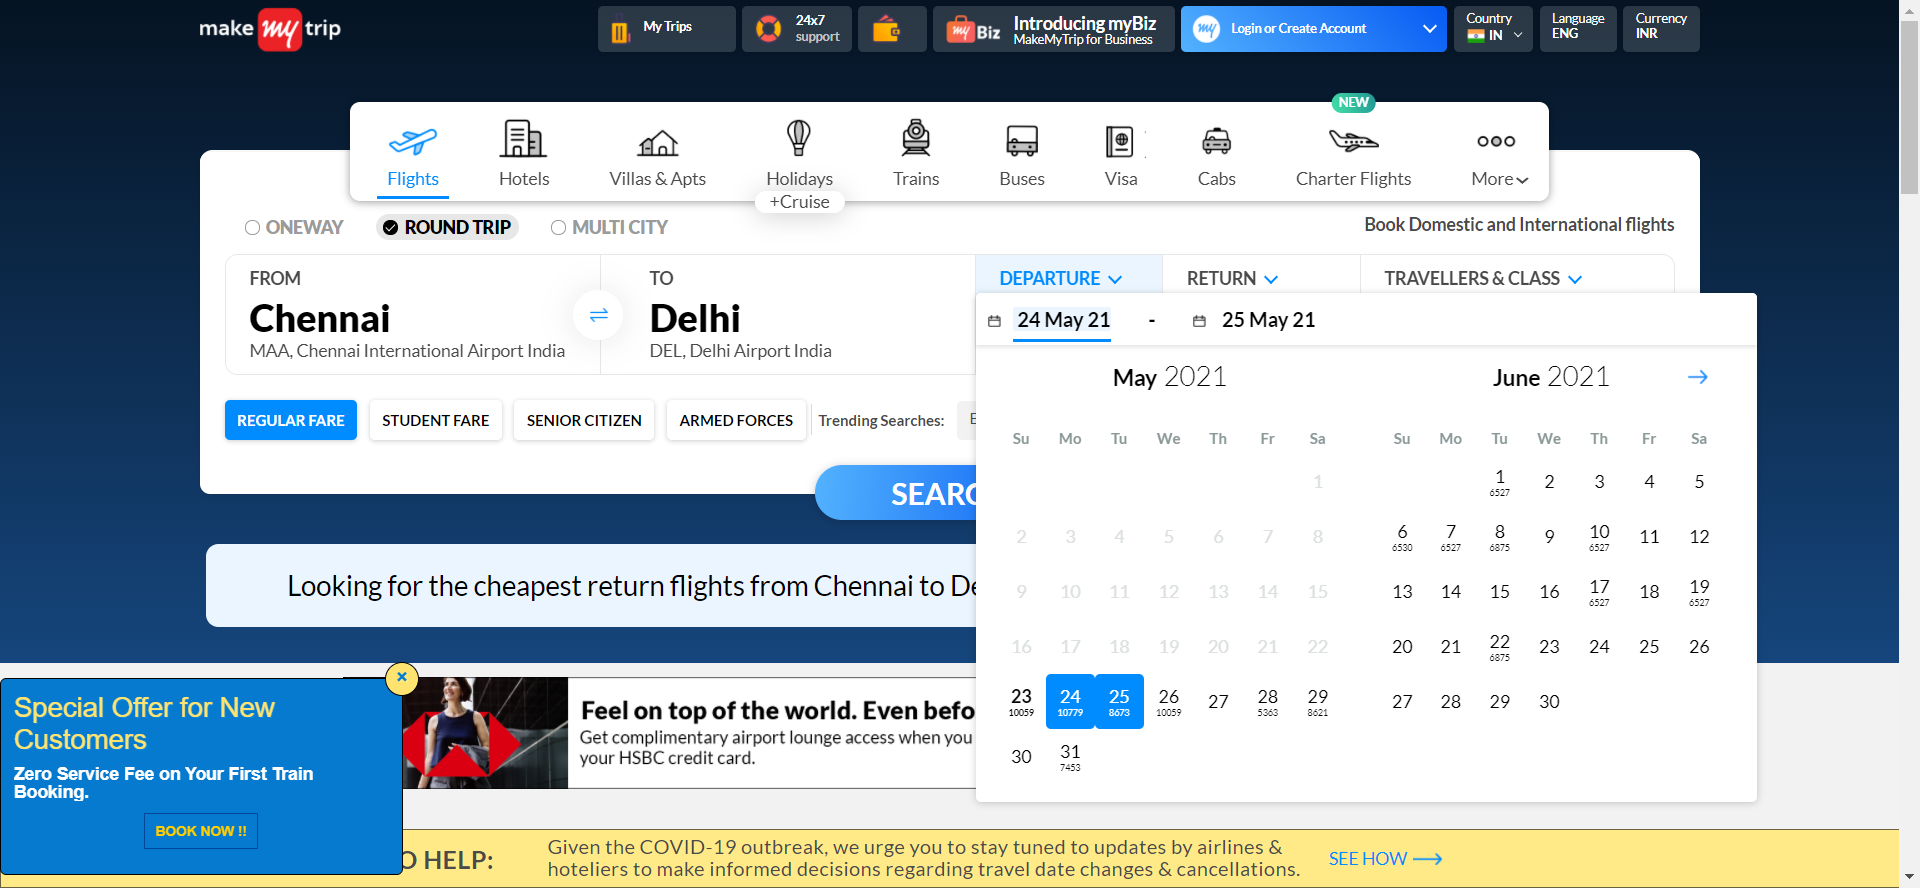 make my trip
My Trips
24x7
support
my Biz
Introducing myBiz
MakeMyTrip for Business
my
Login or Create Account
Country
IN
Language
ENG
Currency
INR
NEW
Flights
Hotels
Villas & Apts
Holidays
+Cruise
Trains
Buses
Visa
Cabs
Charter Flights
More
ONEWAY
ROUND TRIP
MULTI CITY
Book Domestic and International flights
FROM
Chennai
MAA, Chennai International Airport India
TO
Delhi
DEL, Delhi Airport India
DEPARTURE
RETURN
TRAVELLERS & CLASS
24 May 21 - 25 May 21
REGULAR FARE
STUDENT FARE
SENIOR CITIZEN
ARMED FORCES
Trending Searches:
SEARC
May 2021
Su Mo Tu We Th Fr Sa
1
2 3 4 5 6 7 8
9 10 11 12 13 14 15
16 17 18 19 20 21 22
23 24 25 26 27 28 29
10059 10779 8673 10059 5363 8621
30 31
7453
June 2021
Su Mo Tu We Th Fr Sa
1 2 3 4 5
6527
6 7 8 9 10 11 12
6530 6527 6875 6527
13 14 15 16 17 18 19
6527 6527
20 21 22 23 24 25 26
6875
27 28 29 30
Looking for the cheapest return flights from Chennai to De
Special Offer for New
Customers
Zero Service Fee on Your First Train
Booking.
BOOK NOW !!
Feel on top of the world. Even befo
Get complimentary airport lounge access when you
your HSBC credit card.
O HELP:
Given the COVID-19 outbreak, we urge you to stay tuned to updates by airlines &
hoteliers to make informed decisions regarding travel date changes & cancellations.
SEE HOW